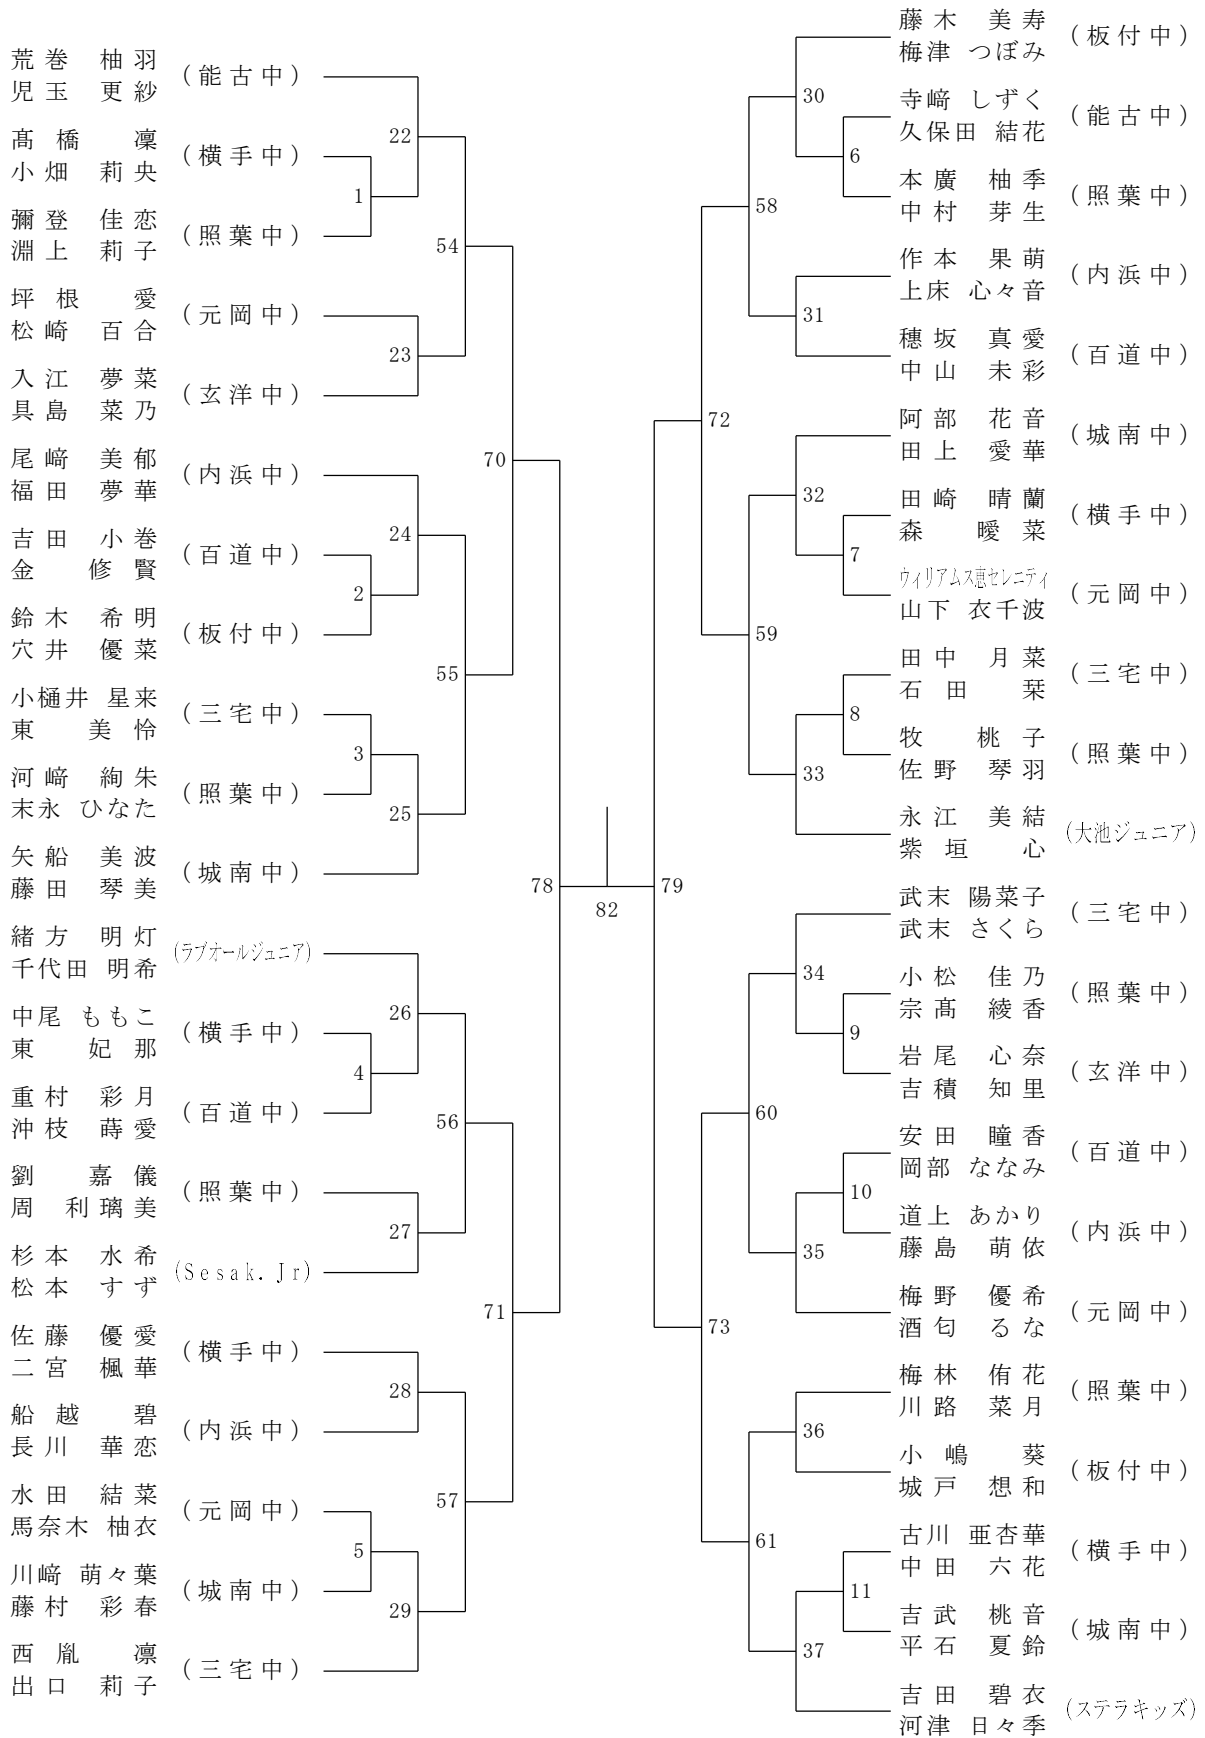 荒巻 柚羽
児玉 更紗
(能古中)
髙橋 凜
小畑 莉央
(横手中)
彌登 佳恋
淵上 莉子
(照葉中)
坪根 愛
松崎 百合
(元岡中)
入江 夢菜
具島 菜乃
(玄洋中)
尾﨑 美郁
福田 夢華
(内浜中)
吉田 小巻
金 修賢
(百道中)
鈴木 希明
穴井 優菜
(板付中)
小樋井 星来
東 美怜
(三宅中)
河﨑 絢朱
末永 ひなた
(照葉中)
矢船 美波
藤田 琴美
(城南中)
緒方 明灯
千代田 明希
(ラブオールジュニア)
中尾 ももこ
東 妃那
(横手中)
重村 彩月
沖枝 蒔愛
(百道中)
劉 嘉儀
周 利璃美
(照葉中)
杉本 水希
松本 すず
(Sesak.Jr)
佐藤 優愛
二宮 楓華
(横手中)
船越 碧
長川 華恋
(内浜中)
水田 結菜
馬奈木 柚衣
(元岡中)
川﨑 萌々葉
藤村 彩春
(城南中)
西胤 凛
出口 莉子
(三宅中)
1
2
3
4
5
22
23
24
25
26
27
28
29
54
55
56
57
70
71
78
82
79
72
73
58
59
60
61
30
31
32
33
34
35
36
37
6
7
8
9
10
11
藤木 美寿
梅津 つぼみ
(板付中)
寺﨑 しずく
久保田 結花
(能古中)
本廣 柚季
中村 芽生
(照葉中)
作本 果萌
上床 心々音
(内浜中)
穂坂 真愛
中山 未彩
(百道中)
阿部 花音
田上 愛華
(城南中)
田崎 晴蘭
森 曖菜
(横手中)
ウィリアムス恵セレニティ
山下 衣千波
(元岡中)
田中 月菜
石田 栞
(三宅中)
牧 桃子
佐野 琴羽
(照葉中)
永江 美結
紫垣 心
(大池ジュニア)
武末 陽菜子
武末 さくら
(三宅中)
小松 佳乃
宗髙 綾香
(照葉中)
岩尾 心奈
吉積 知里
(玄洋中)
安田 瞳香
岡部 ななみ
(百道中)
道上 あかり
藤島 萌依
(内浜中)
梅野 優希
酒匂 るな
(元岡中)
梅林 侑花
川路 菜月
(照葉中)
小嶋 葵
城戸 想和
(板付中)
古川 亜杏華
中田 六花
(横手中)
吉武 桃音
平石 夏鈴
(城南中)
吉田 碧衣
河津 日々季
(ステラキッズ)